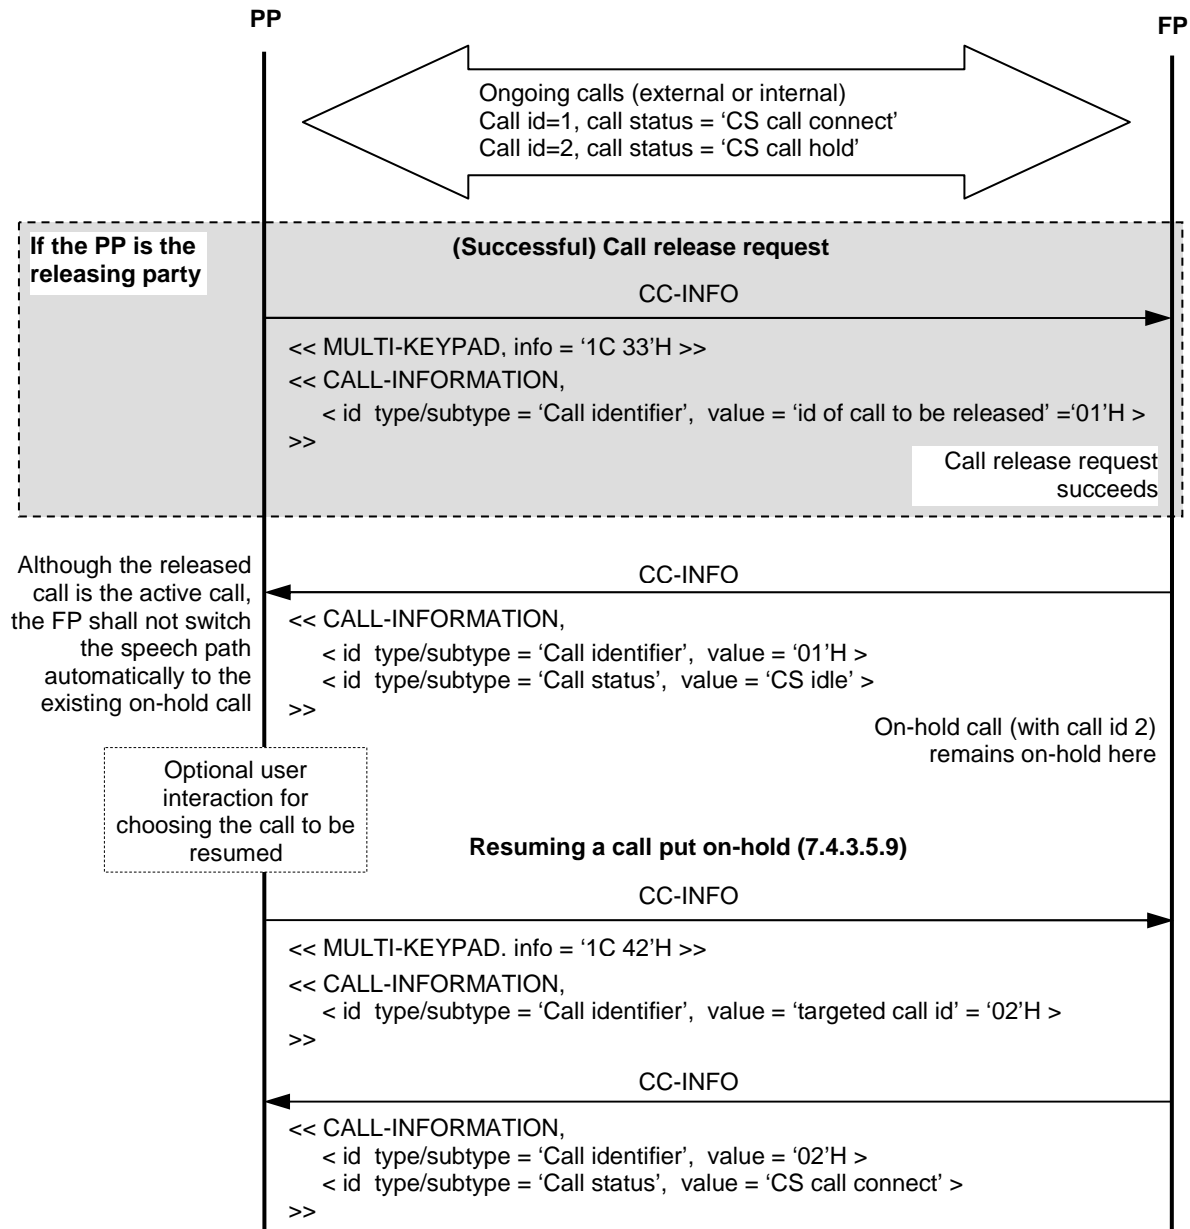 PP
FP
Ongoing calls (external or internal)
Call id=1, call status = ‘CS call connect’
Call id=2, call status = ‘CS call hold’
If the PP is the
releasing party
(Successful) Call release request
CC-INFO
<< MULTI-KEYPAD, info = ‘1C 33’H >>
<< CALL-INFORMATION,
< id type/subtype = ‘Call identifier’, value = ‘id of call to be released’ =‘01’H >
>>
Call release request
succeeds
Although the released
call is the active call,
the FP shall not switch
the speech path
automatically to the
existing on-hold call
CC-INFO
<< CALL-INFORMATION,
< id type/subtype = ‘Call identifier’, value = ‘01’H >
< id type/subtype = ‘Call status’, value = ‘CS idle’ >
>>
On-hold call (with call id 2)
remains on-hold here
Optional user
interaction for
choosing the call to be
resumed
Resuming a call put on-hold (7.4.3.5.9)
CC-INFO
<< MULTI-KEYPAD. info = ‘1C 42’H >>
<< CALL-INFORMATION,
< id type/subtype = ‘Call identifier’, value = ‘targeted call id’ = ‘02’H >
>>
CC-INFO
<< CALL-INFORMATION,
< id type/subtype = ‘Call identifier’, value = ‘02’H >
< id type/subtype = ‘Call status’, value = ‘CS call connect’ >
>>